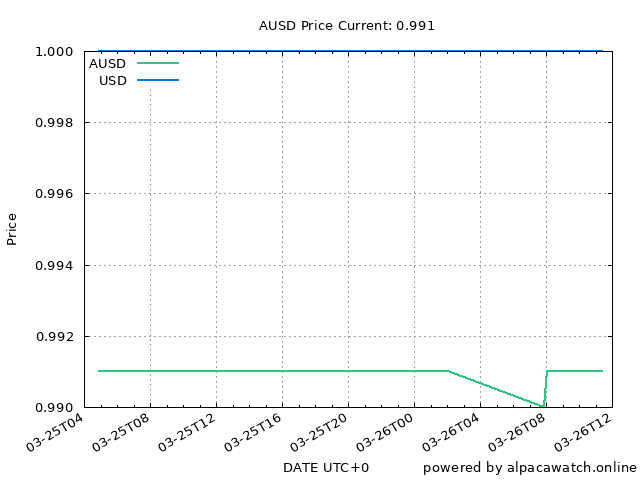 AUSD Price Current: 0.991
1.000
AUSD
USD
0.998
0.996
Price
0.994
0.992
0.990
03-25T04
03-25T08
03-25T12
03-25T16
03-25T20
03-26T00
03-26T04
03-26T08
03-26T12
DATE UTC+0
powered by alpacawatch.online